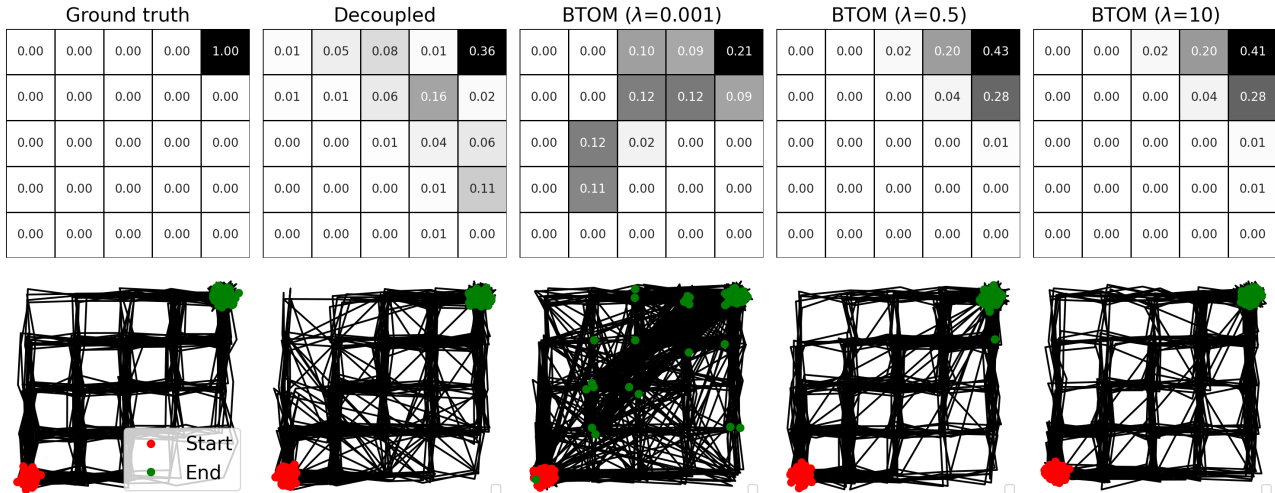 Ground truth Decoupled BTOM (λ=0.001) BTOM (λ=0.5) BTOM (λ=10)
0.00 0.00 0.00 0.00 1.00 0.01 0.05 0.08 0.01 0.36 0.00 0.00 0.10 0.09 0.21 0.00 0.00 0.02 0.20 0.43 0.00 0.00 0.02 0.20 0.41
0.00 0.00 0.00 0.00 0.00 0.01 0.01 0.06 0.16 0.02 0.00 0.00 0.12 0.12 0.09 0.00 0.00 0.00 0.04 0.28 0.00 0.00 0.00 0.04 0.28
0.00 0.00 0.00 0.00 0.00 0.00 0.00 0.01 0.04 0.06 0.00 0.12 0.02 0.00 0.00 0.00 0.00 0.00 0.00 0.01 0.00 0.00 0.00 0.00 0.01
0.00 0.00 0.00 0.00 0.00 0.00 0.00 0.00 0.01 0.11 0.00 0.11 0.00 0.00 0.00 0.00 0.00 0.00 0.00 0.00 0.00 0.00 0.00 0.00 0.01
0.00 0.00 0.00 0.00 0.00 0.00 0.00 0.00 0.01 0.00 0.00 0.00 0.00 0.00 0.00 0.00 0.00 0.00 0.00 0.00 0.00 0.00 0.00 0.00 0.00
Start
End